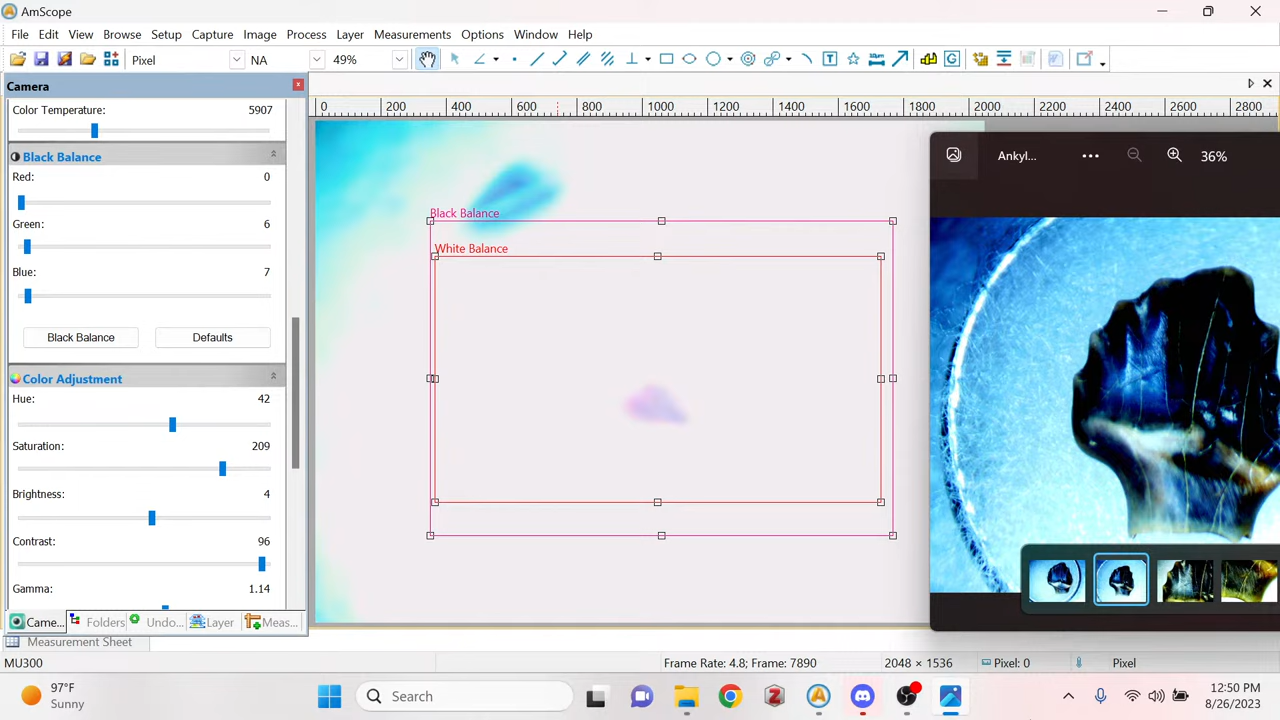 AmScope
File Edit View Browse Setup Capture Image Process Layer Measurements Options Window Help
Pixel NA 49%
Camera
0 200 400 600 800 1000 1200 1400 1600 1800 2000 2200 2400 2600 2800
Color Temperature: 5907
Black Balance
Red: 0
Green: 6
Blue: 7
Black Balance Defaults
Color Adjustment
Hue: 42
Saturation: 209
Brightness: 4
Contrast: 96
Gamma: 1.14
Black Balance
White Balance
Ankyl... 36%
Came... Folders Undo... Layer Meas...
Measurement Sheet
MU300 Frame Rate: 4.8; Frame: 7890 2048 × 1536 Pixel: 0 Pixel
97°F
Sunny
Search
12:50 PM
8/26/2023